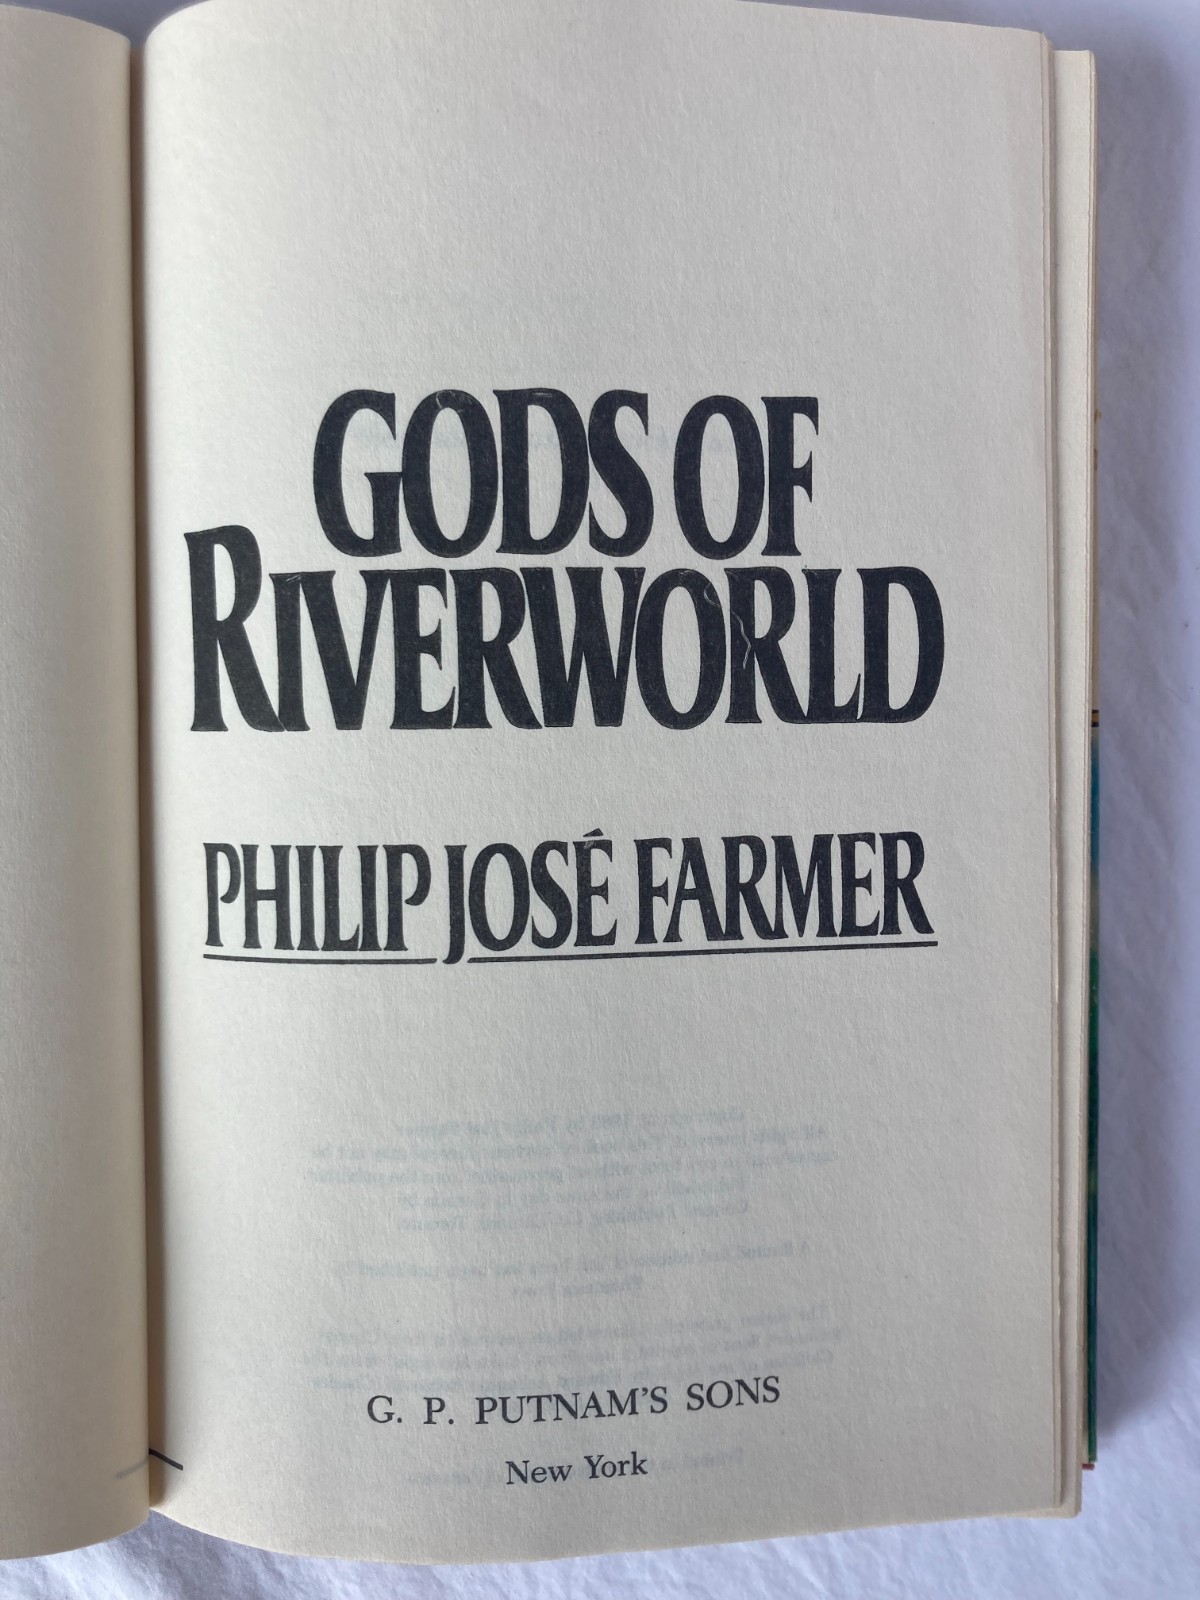 GODS OF
RIVERWORLD
PHILIP JOSÉ FARMER
G. P. PUTNAM'S SONS
New York